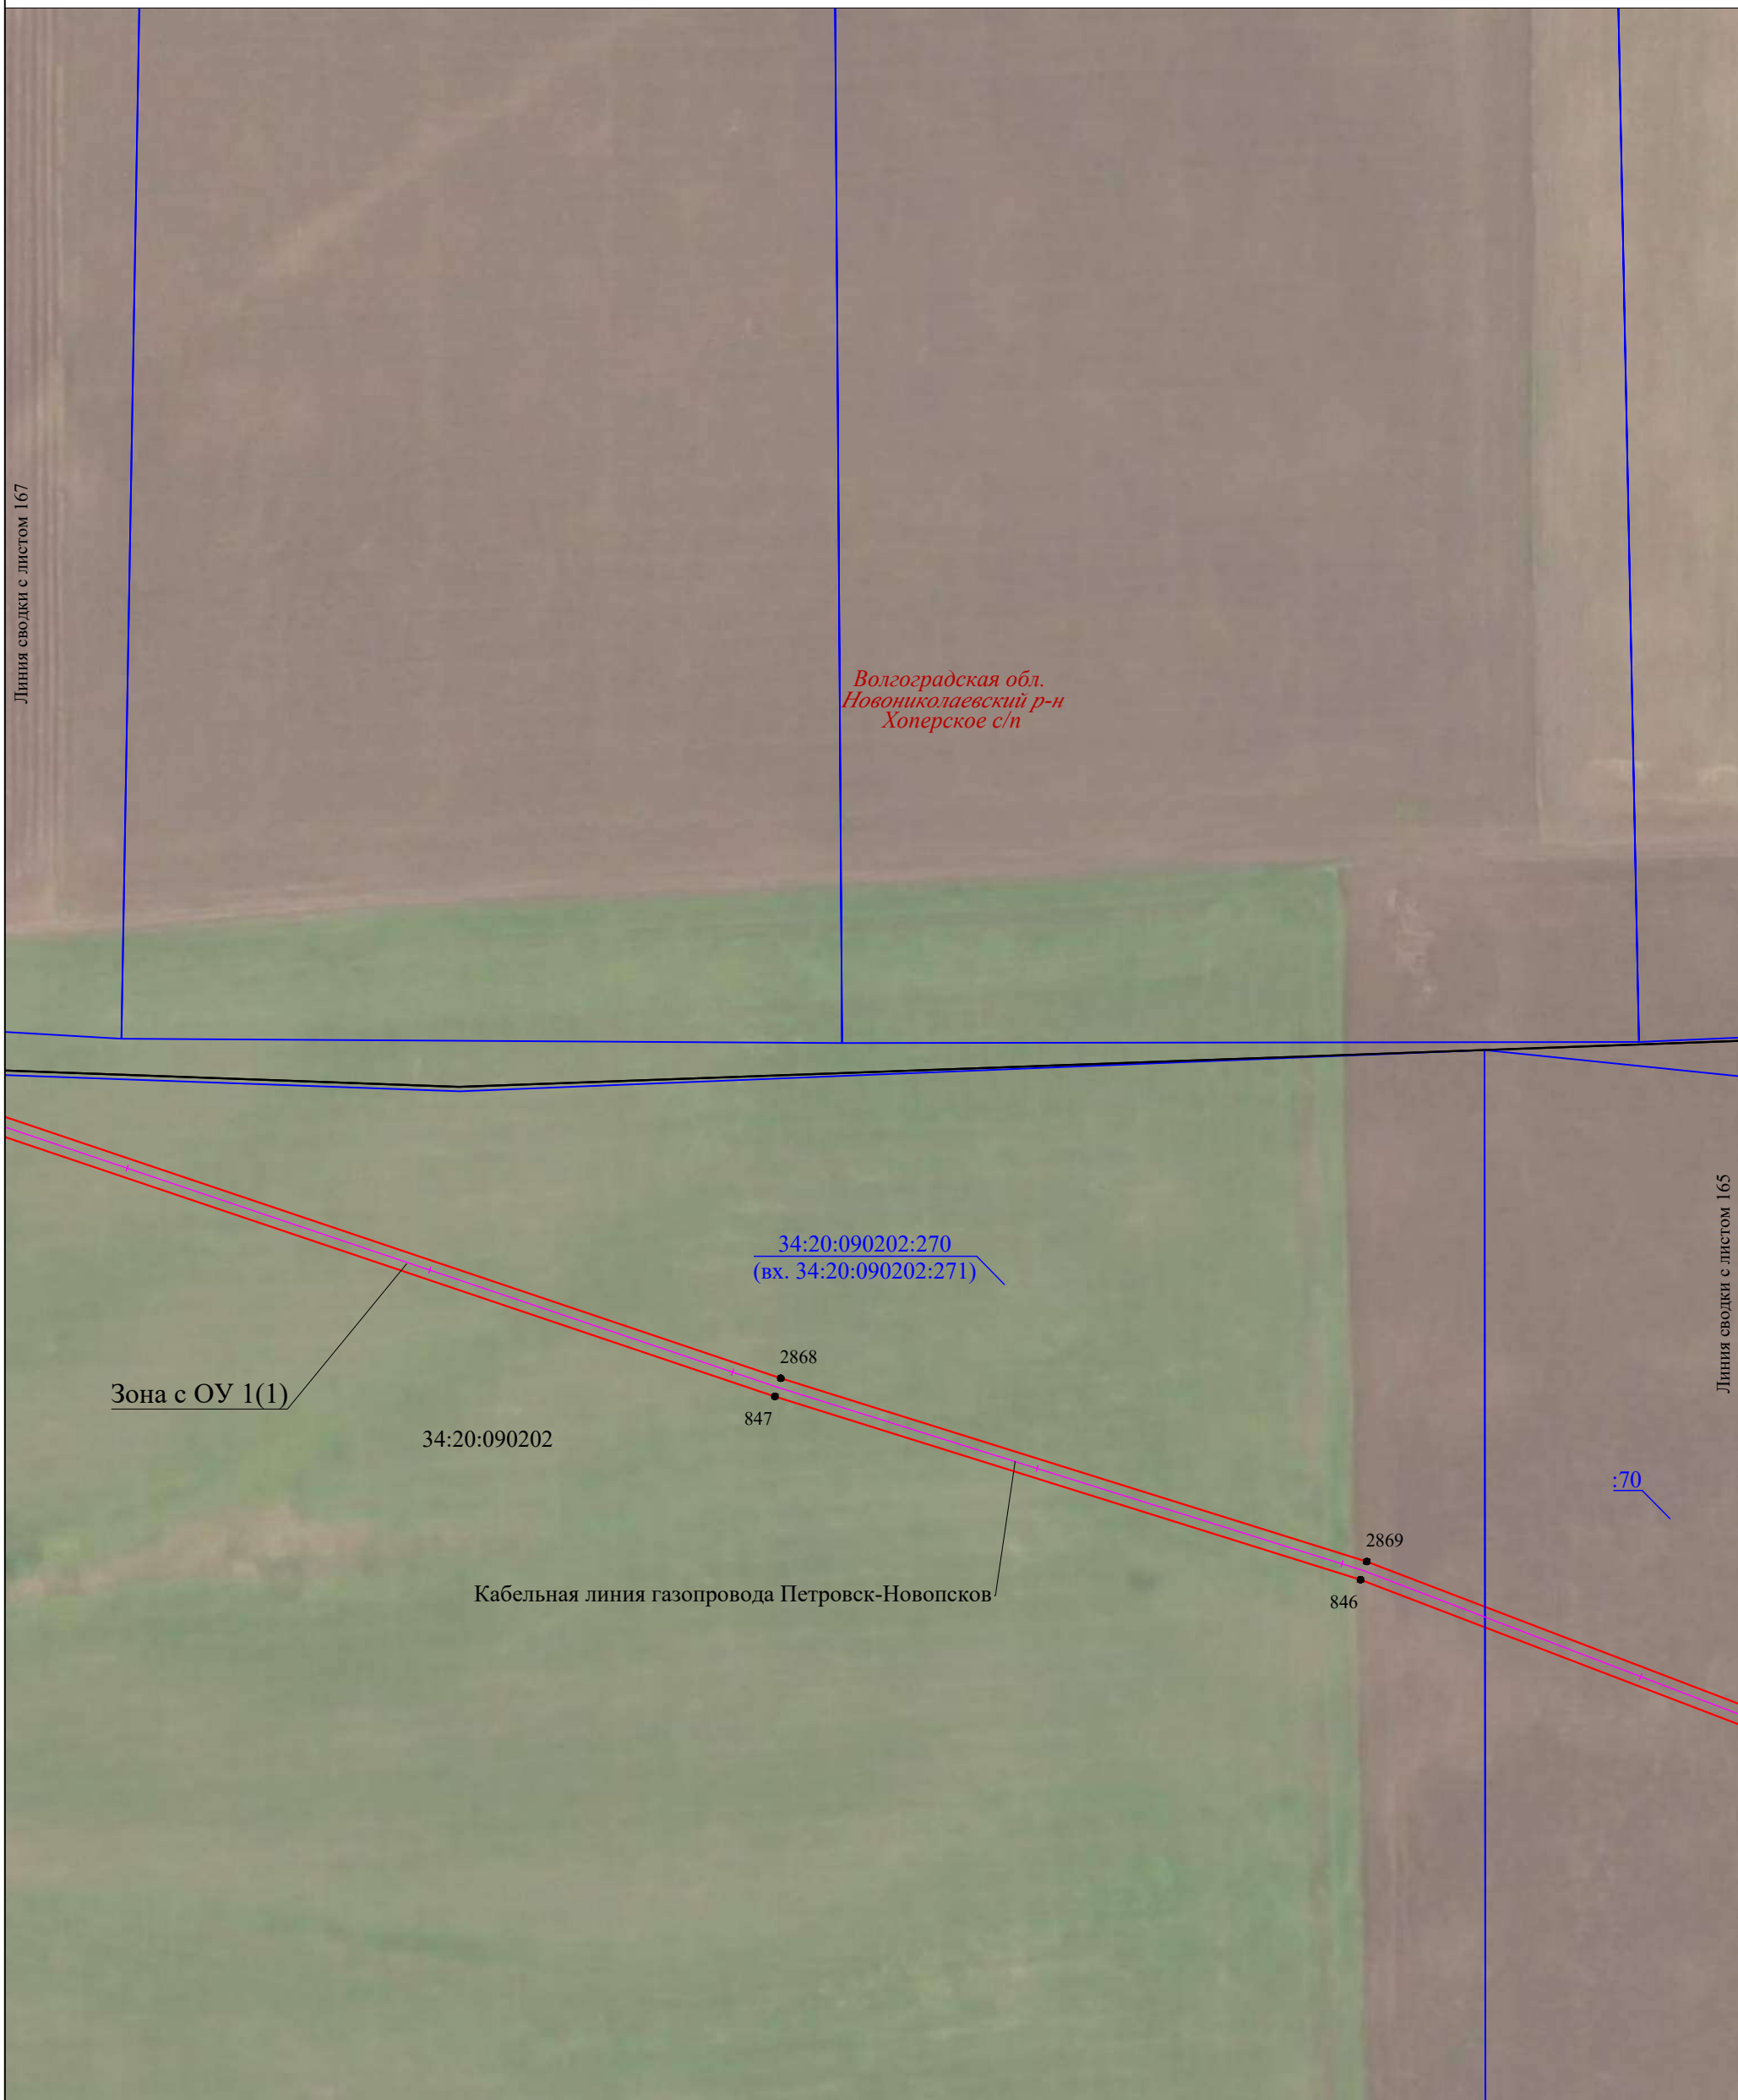 Линия сводки с листом 167
Волгоградская обл.
Новониколаевский р-н
Хоперское с/п
Линия сводки с листом 165
34:20:090202:270
(вх. 34:20:090202:271)
2868
Зона с ОУ 1(1)
847
34:20:090202
:70
2869
Кабельная линия газопровода Петровск-Новопсков
846